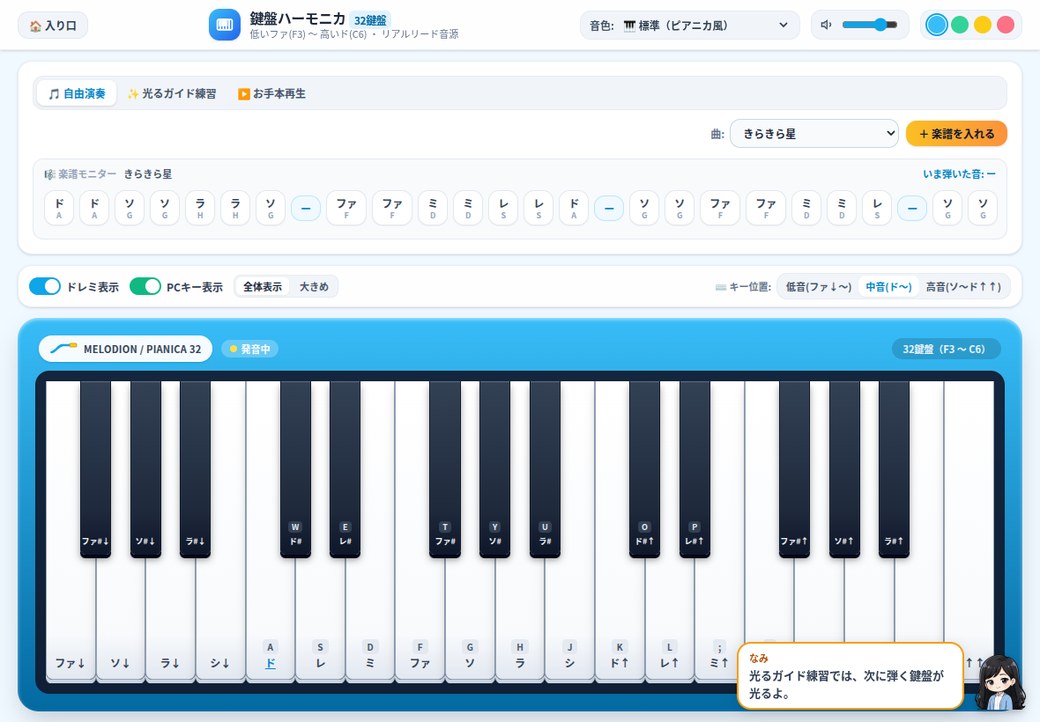 🏠 入り口
鍵盤ハーモニカ 32鍵盤
低いファ(F3) 〜 高いド(C6) ・ リアルリード音源
音色: 🎹 標準（ピアニカ風）
🎵 自由演奏 ✨ 光るガイド練習 ▶️ お手本再生
曲: きらきら星 ＋ 楽譜を入れる
🎼 楽譜モニター きらきら星 いま弾いた音: ー
ド ド ソ ソ ラ ラ ソ ー ファ ファ ミ ミ レ レ ド ー ソ ソ ファ ファ ミ ミ レ ー ソ ソ
A A G G H H G F F D D S S A G G F F D D S G G
ドレミ表示 PCキー表示 全体表示 大きめ ⌨️ キー位置: 低音(ファ↓〜) 中音(ド〜) 高音(ソ〜ド↑↑)
MELODION / PIANICA 32 発音中 32鍵盤（F3 〜 C6）
W E T Y U O P
ファ#↓ ソ#↓ ラ#↓ ド# レ# ファ# ソ# ラ# ド#↑ レ#↑ ファ#↑ ソ#↑ ラ#↑
A S D F G H J K L ;
ファ↓ ソ↓ ラ↓ シ↓ ド レ ミ ファ ソ ラ シ ド↑ レ↑ ミ↑
なみ
光るガイド練習では、次に弾く鍵盤が
光るよ。